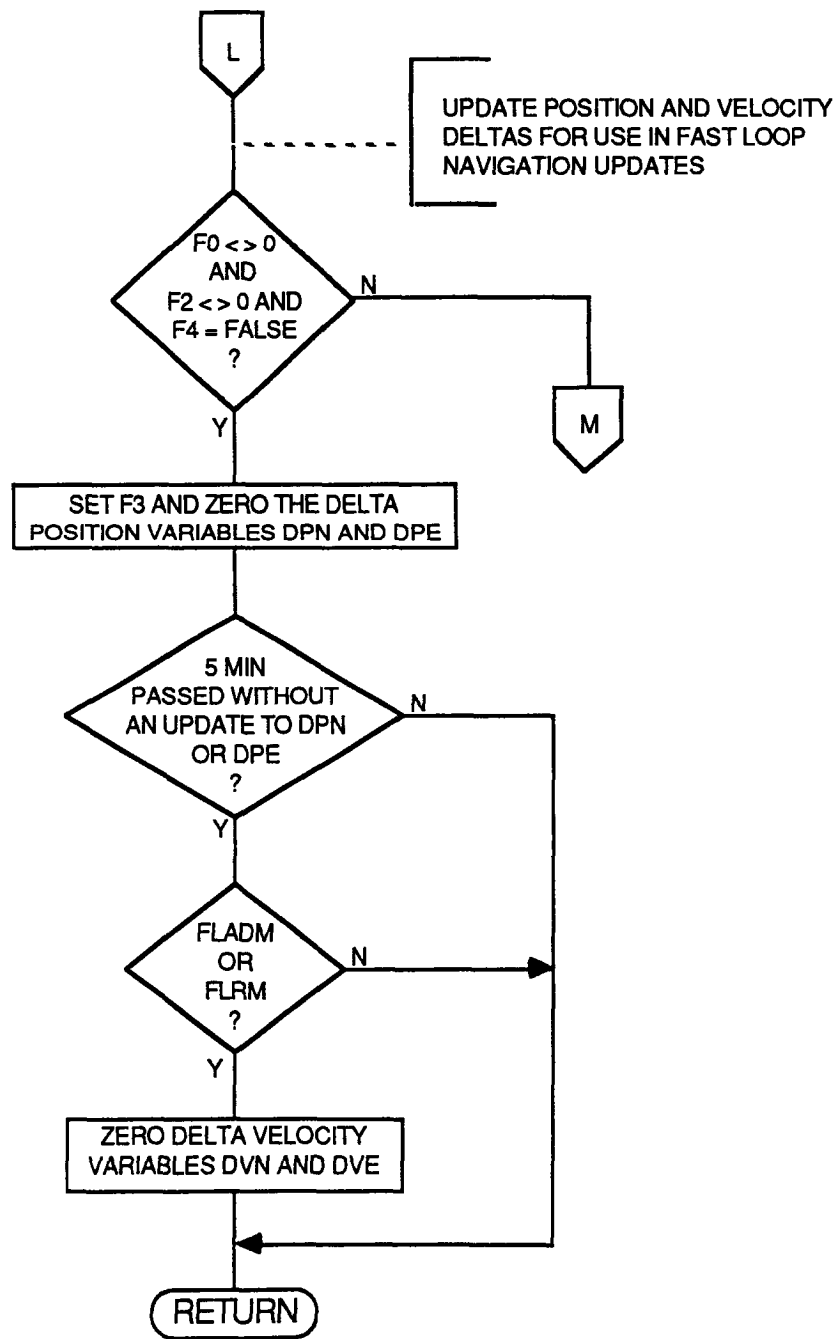 L
UPDATE POSITION AND VELOCITY
DELTAS FOR USE IN FAST LOOP
NAVIGATION UPDATES
F0 < > 0
AND
F2 < > 0 AND
F4 = FALSE
?
N
Y
M
SET F3 AND ZERO THE DELTA
POSITION VARIABLES DPN AND DPE
5 MIN
PASSED WITHOUT
AN UPDATE TO DPN
OR DPE
?
N
Y
FLADM
OR
FLRM
?
N
Y
ZERO DELTA VELOCITY
VARIABLES DVN AND DVE
RETURN